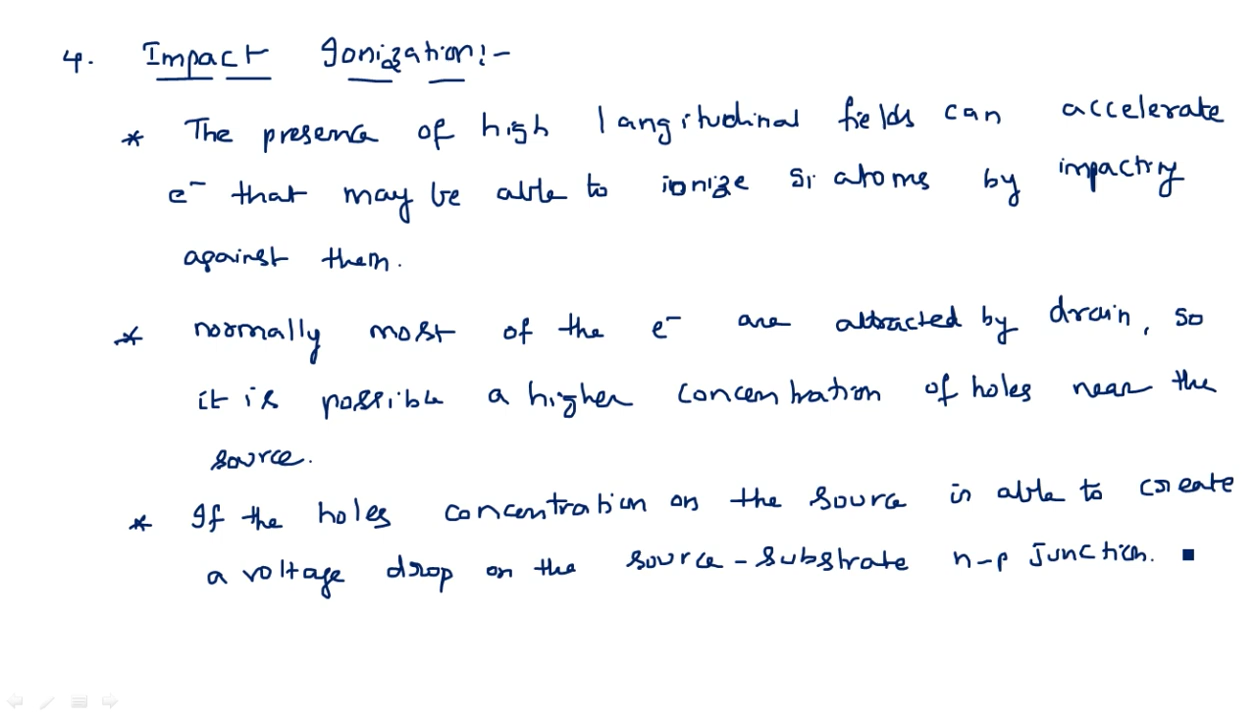 4. Impact Ionization:-
* The presence of high longitudinal fields can accelerate
e⁻ that may be able to ionize Si atoms by impacting
against them.
* normally most of the e⁻ are attracted by drain, so
it is possible a higher concentration of holes near the
source.
* If the holes concentration on the source is able to create
a voltage drop on the source-substrate n-p junction.